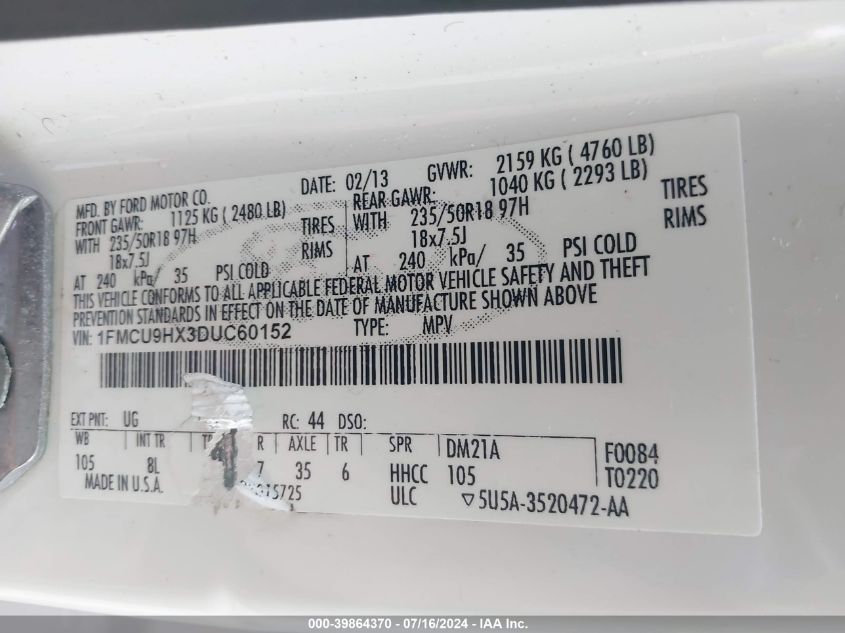 MFD. BY FORD MOTOR CO.
DATE: 02/13 GVWR: 2159 KG ( 4760 LB)
FRONT GAWR: 1125 KG ( 2480 LB) REAR GAWR: 1040 KG ( 2293 LB)
WITH 235/50R18 97H TIRES WITH 235/50R18 97H TIRES
18x7.5J RIMS 18x7.5J RIMS
AT 240 kPa/ 35 PSI COLD AT 240 kPa/ 35 PSI COLD
THIS VEHICLE CONFORMS TO ALL APPLICABLE FEDERAL MOTOR VEHICLE SAFETY AND THEFT
PREVENTION STANDARDS IN EFFECT ON THE DATE OF MANUFACTURE SHOWN ABOVE
VIN: 1FMCU9HX3DUC60152 TYPE: MPV
EXT PNT: UG RC: 44 DSO:
WB INT TR R AXLE TR SPR DM21A F0084
105 8L 1 7 35 6 HHCC 105 T0220
MADE IN U.S.A. 15725 ULC ▽5U5A-3520472-AA
000-39864370 - 07/16/2024 - IAA Inc.